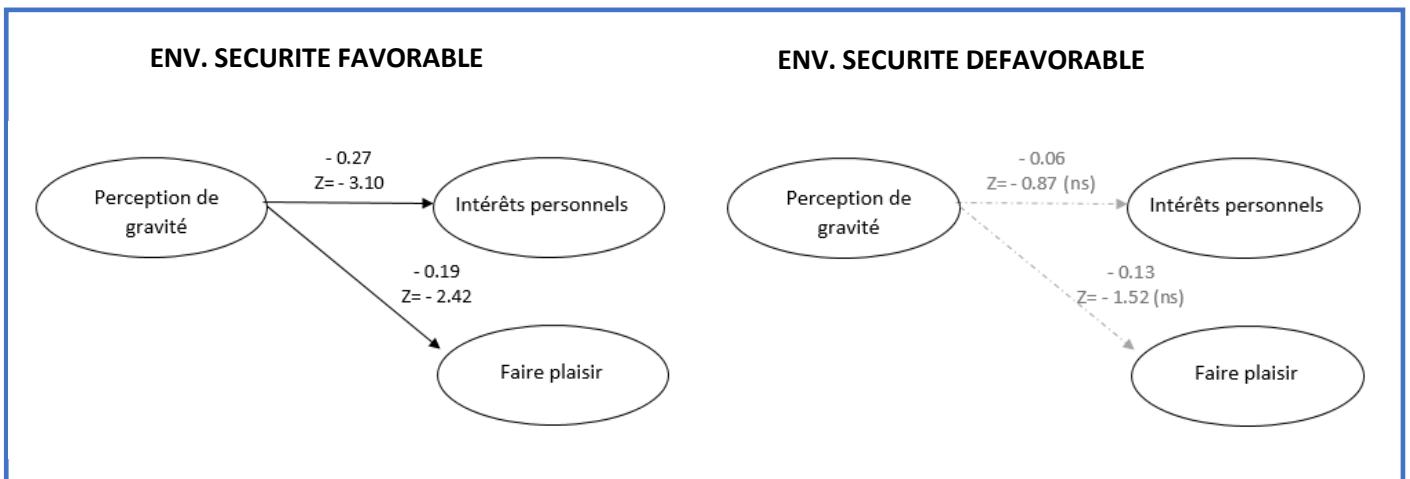 ENV. SECURITE FAVORABLE
Perception de
gravité
- 0.27
Z= - 3.10
Intérêts personnels
- 0.19
Z= - 2.42
Faire plaisir
ENV. SECURITE DEFAVORABLE
Perception de
gravité
- 0.06
Z= - 0.87 (ns)
Intérêts personnels
- 0.13
Z= - 1.52 (ns)
Faire plaisir